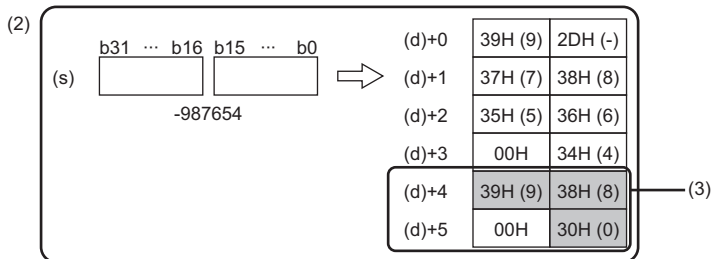 (2)
b31 ··· b16 b15 ··· b0
(s)
-987654
(d)+0 39H (9) 2DH (-)
(d)+1 37H (7) 38H (8)
(d)+2 35H (5) 36H (6)
(d)+3 00H 34H (4)
(d)+4 39H (9) 38H (8)
(3)
(d)+5 00H 30H (0)